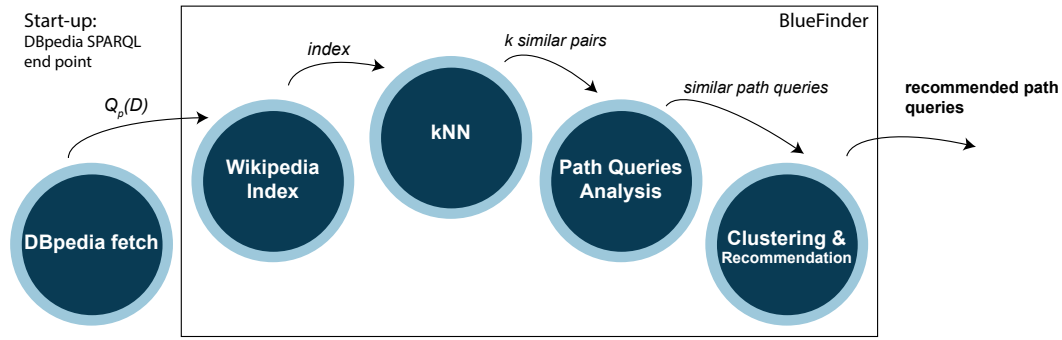 Start-up:
DBpedia SPARQL
end point
BlueFinder
Q_p(D)
index
k similar pairs
similar path queries
recommended path
queries
DBpedia fetch
Wikipedia
Index
kNN
Path Queries
Analysis
Clustering &
Recommendation